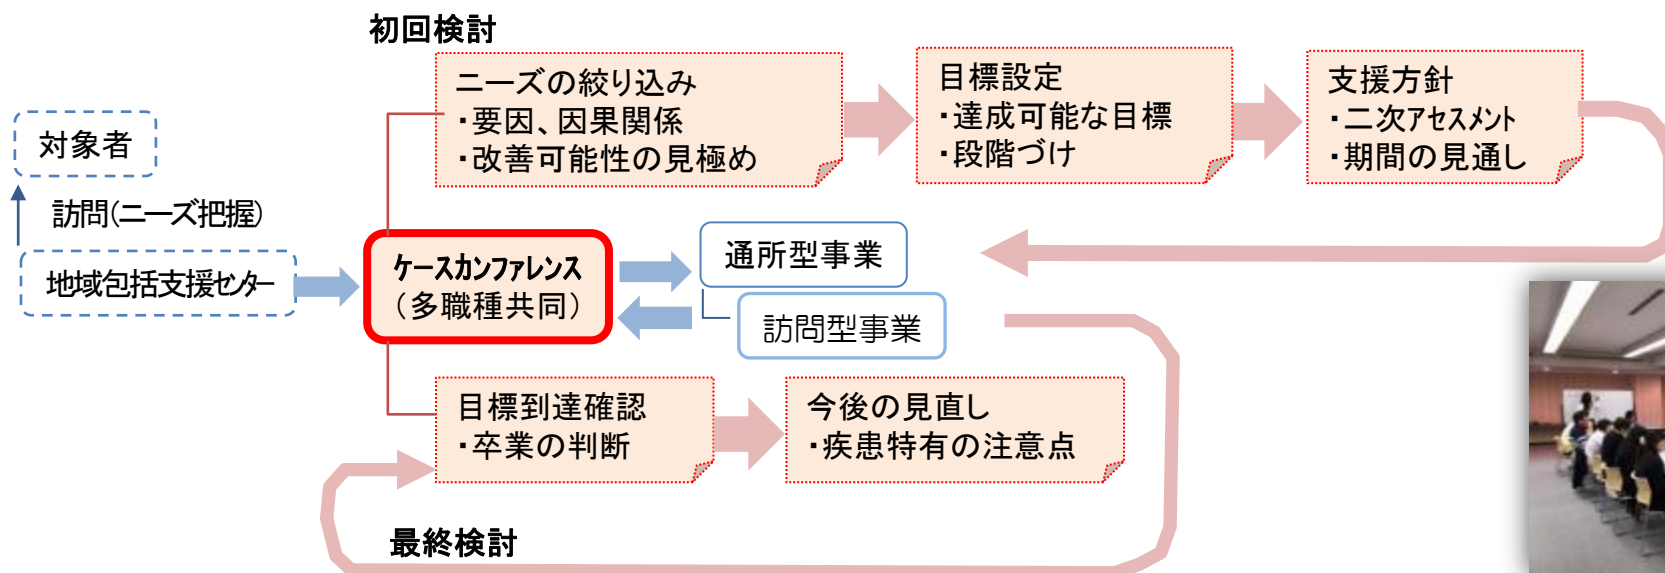 初回検討
ニーズの絞り込み
・要因、因果関係
・改善可能性の見極め
目標設定
・達成可能な目標
・段階づけ
支援方針
・二次アセスメント
・期間の見通し
対象者
訪問(ニーズ把握)
地域包括支援センター
ケースカンファレンス
（多職種共同）
通所型事業
訪問型事業
目標到達確認
・卒業の判断
今後の見直し
・疾患特有の注意点
最終検討